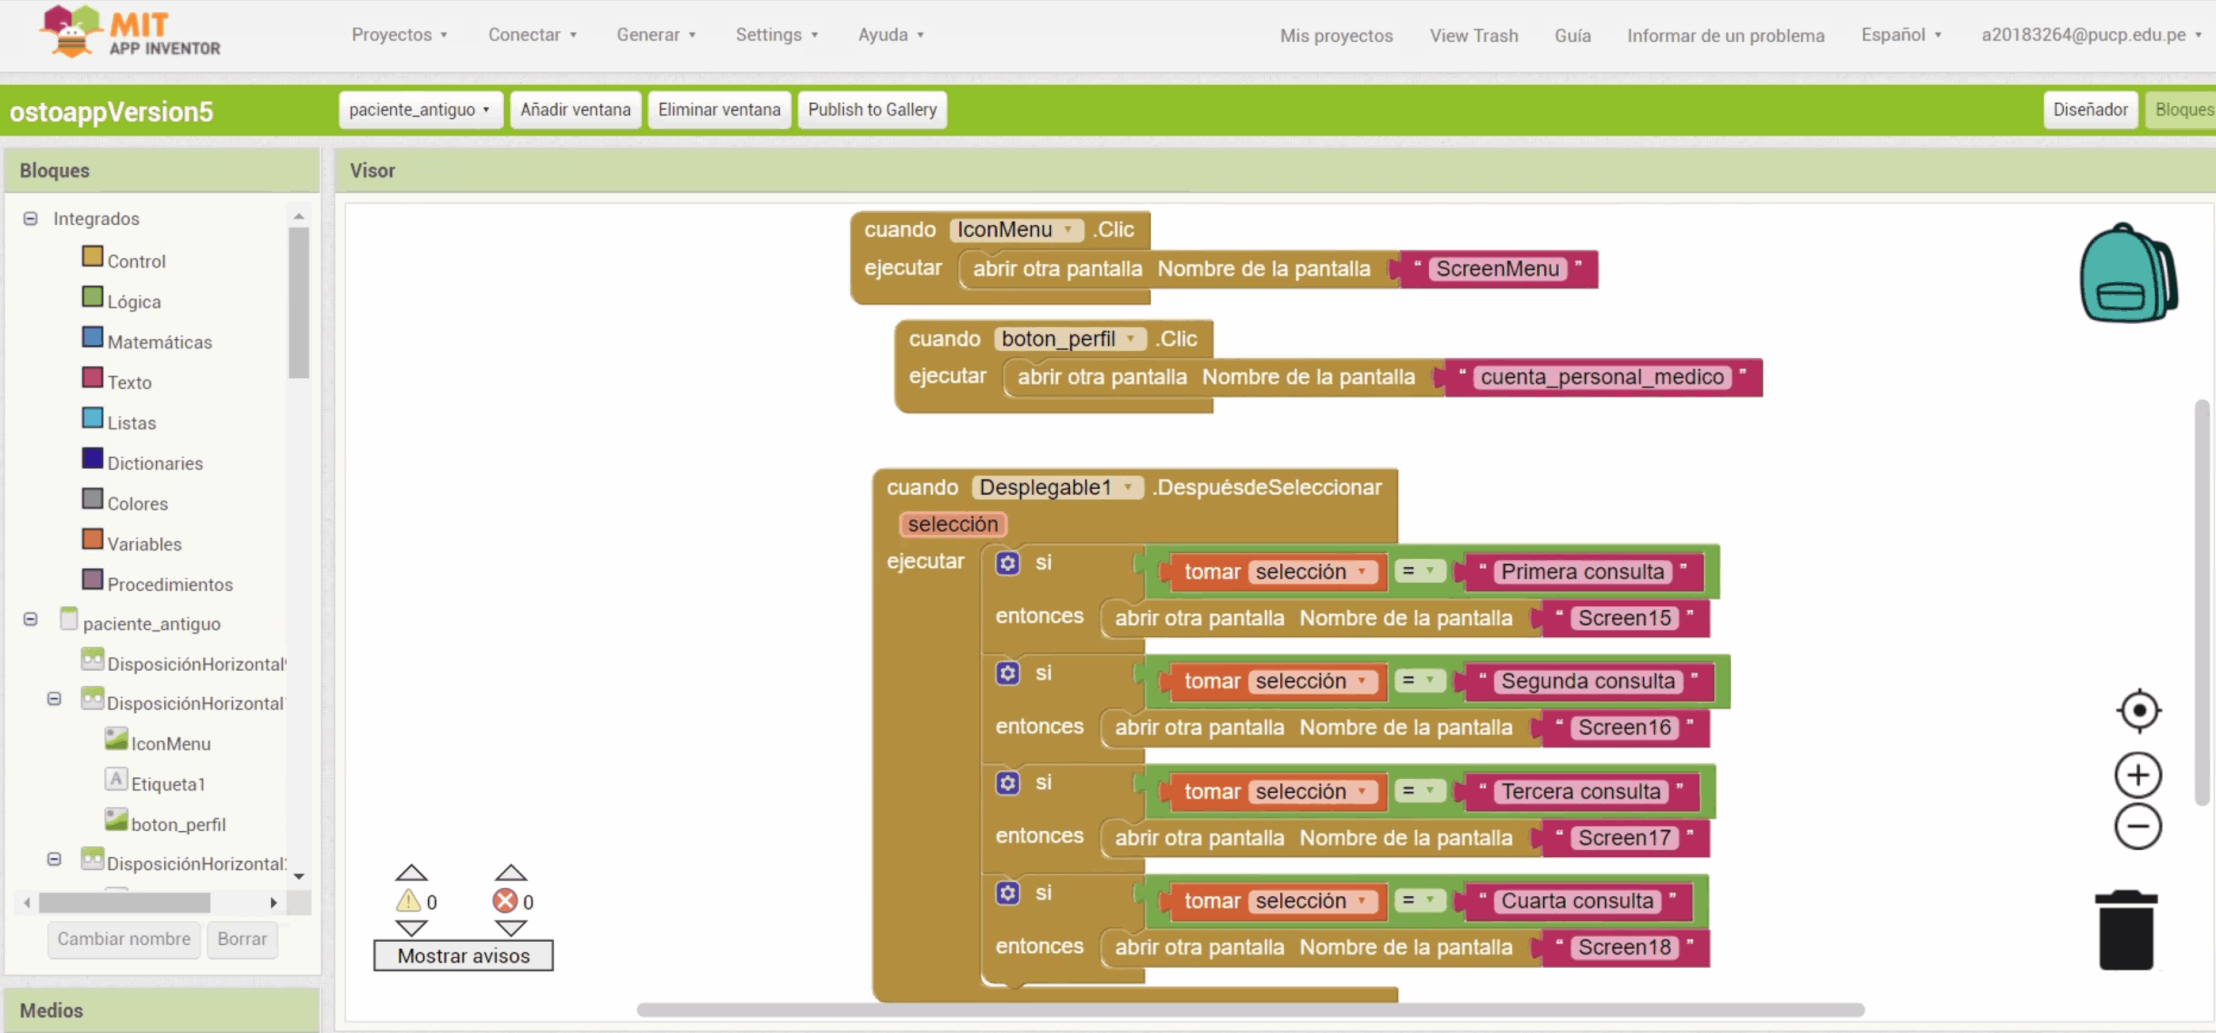 MIT
APP INVENTOR
Proyectos
Conectar
Generar
Settings
Ayuda
Mis proyectos
View Trash
Guía
Informar de un problema
Español
a20183264@pucp.edu.pe
ostoappVersion5
paciente_antiguo
Añadir ventana
Eliminar ventana
Publish to Gallery
Diseñador
Bloques
Bloques
Visor
Integrados
Control
Lógica
Matemáticas
Texto
Listas
Dictionaries
Colores
Variables
Procedimientos
paciente_antiguo
DisposiciónHorizontal
DisposiciónHorizontal
IconMenu
A Etiqueta1
boton_perfil
DisposiciónHorizontal
Cambiar nombre
Borrar
Medios
cuando IconMenu .Clic
ejecutar abrir otra pantalla Nombre de la pantalla " ScreenMenu "
cuando boton_perfil .Clic
ejecutar abrir otra pantalla Nombre de la pantalla " cuenta_personal_medico "
cuando Desplegable1 .DespuésdeSeleccionar
selección
ejecutar si tomar selección = " Primera consulta "
entonces abrir otra pantalla Nombre de la pantalla " Screen15 "
si tomar selección = " Segunda consulta "
entonces abrir otra pantalla Nombre de la pantalla " Screen16 "
si tomar selección = " Tercera consulta "
entonces abrir otra pantalla Nombre de la pantalla " Screen17 "
si tomar selección = " Cuarta consulta "
entonces abrir otra pantalla Nombre de la pantalla " Screen18 "
0 0
Mostrar avisos